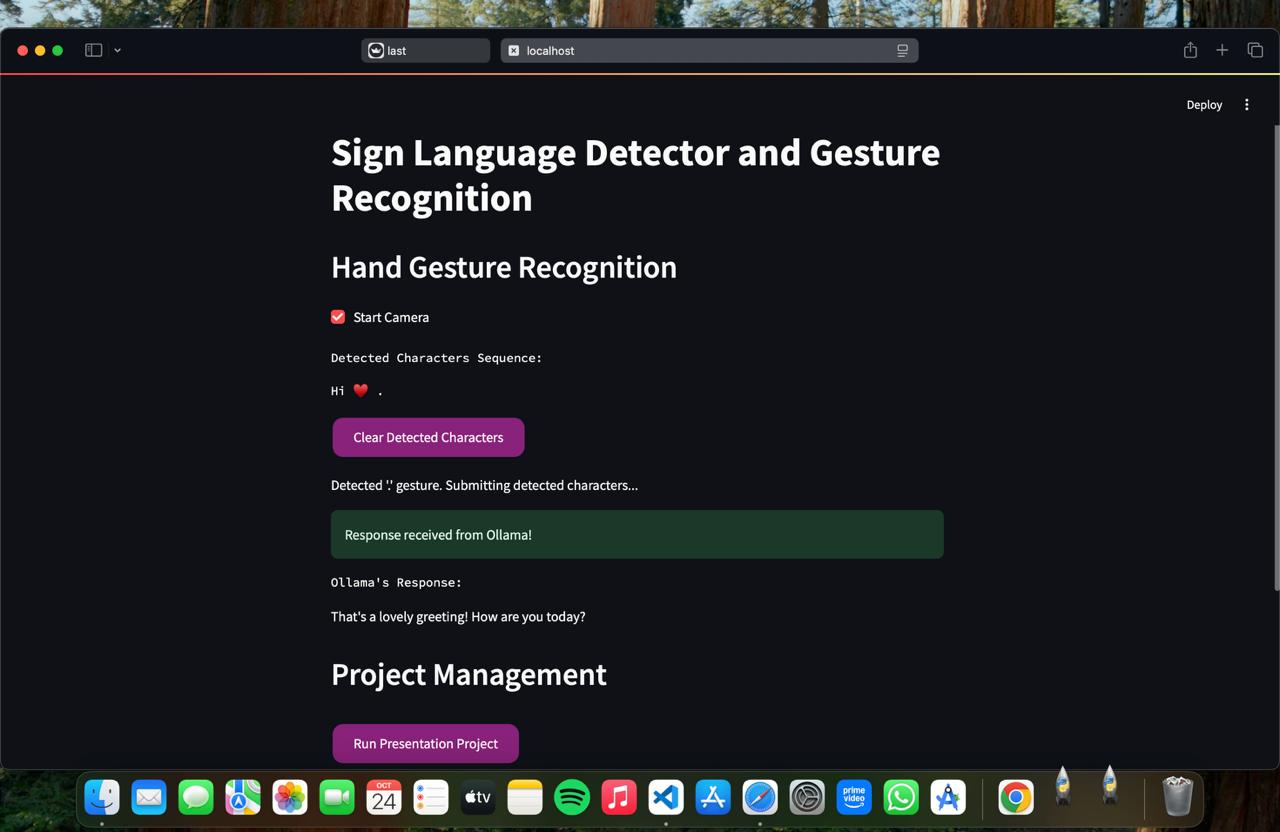 last
localhost
Deploy
Sign Language Detector and Gesture
Recognition
Hand Gesture Recognition
Start Camera
Detected Characters Sequence:
Hi ❤️ .
Clear Detected Characters
Detected '.' gesture. Submitting detected characters...
Response received from Ollama!
Ollama's Response:
That's a lovely greeting! How are you today?
Project Management
Run Presentation Project
OCT
24
tv
prime
video